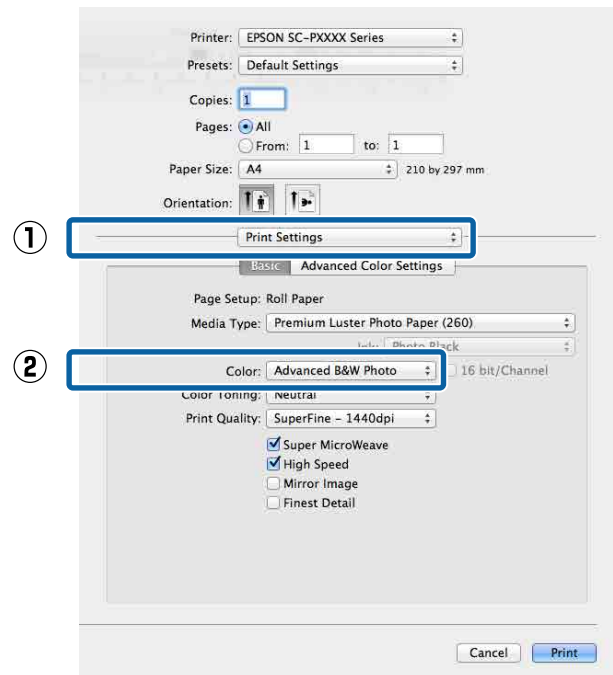 Printer: EPSON SC-PXXXX Series
Presets: Default Settings
Copies: 1
Pages: All
From: 1 to: 1
Paper Size: A4 210 by 297 mm
Orientation:
① Print Settings
Basic Advanced Color Settings
Page Setup: Roll Paper
Media Type: Premium Luster Photo Paper (260)
Ink: Photo Black
② Color: Advanced B&W Photo 16 bit/Channel
Color Toning: Neutral
Print Quality: SuperFine - 1440dpi
Super MicroWeave
High Speed
Mirror Image
Finest Detail
Cancel Print